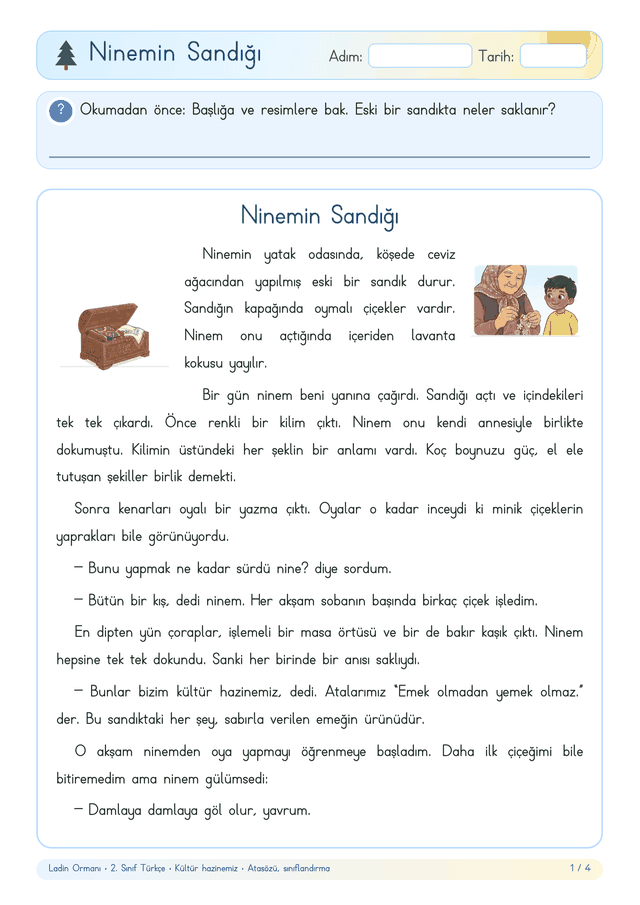 Ninemin Sandığı
Adım:
Tarih:
? Okumadan önce: Başlığa ve resimlere bak. Eski bir sandıkta neler saklanır?
Ninemin Sandığı
Ninemin yatak odasında, köşede ceviz
ağacından yapılmış eski bir sandık durur.
Sandığın kapağında oymalı çiçekler vardır.
Ninem onu açtığında içeriden lavanta
kokusu yayılır.
Bir gün ninem beni yanına çağırdı. Sandığı açtı ve içindekileri
tek tek çıkardı. Önce renkli bir kilim çıktı. Ninem onu kendi annesiyle birlikte
dokumuştu. Kilimin üstündeki her şeklin bir anlamı vardı. Koç boynuzu güç, el ele
tutuşan şekiller birlik demekti.
Sonra kenarları oyalı bir yazma çıktı. Oyalar o kadar inceydi ki minik çiçeklerin
yaprakları bile görünüyordu.
– Bunu yapmak ne kadar sürdü nine? diye sordum.
– Bütün bir kış, dedi ninem. Her akşam sobanın başında birkaç çiçek işledim.
En dipten yün çoraplar, işlemeli bir masa örtüsü ve bir de bakır kaşık çıktı. Ninem
hepsine tek tek dokundu. Sanki her birinde bir anısı saklıydı.
– Bunlar bizim kültür hazinemiz, dedi. Atalarımız “Emek olmadan yemek olmaz.”
der. Bu sandıktaki her şey, sabırla verilen emeğin ürünüdür.
O akşam ninemden oya yapmayı öğrenmeye başladım. Daha ilk çiçeğimi bile
bitiremedim ama ninem gülümsedi:
– Damlaya damlaya göl olur, yavrum.
Ladin Ormanı • 2. Sınıf Türkçe • Kültür hazinemiz • Atasözü, sınıflandırma
1 / 4